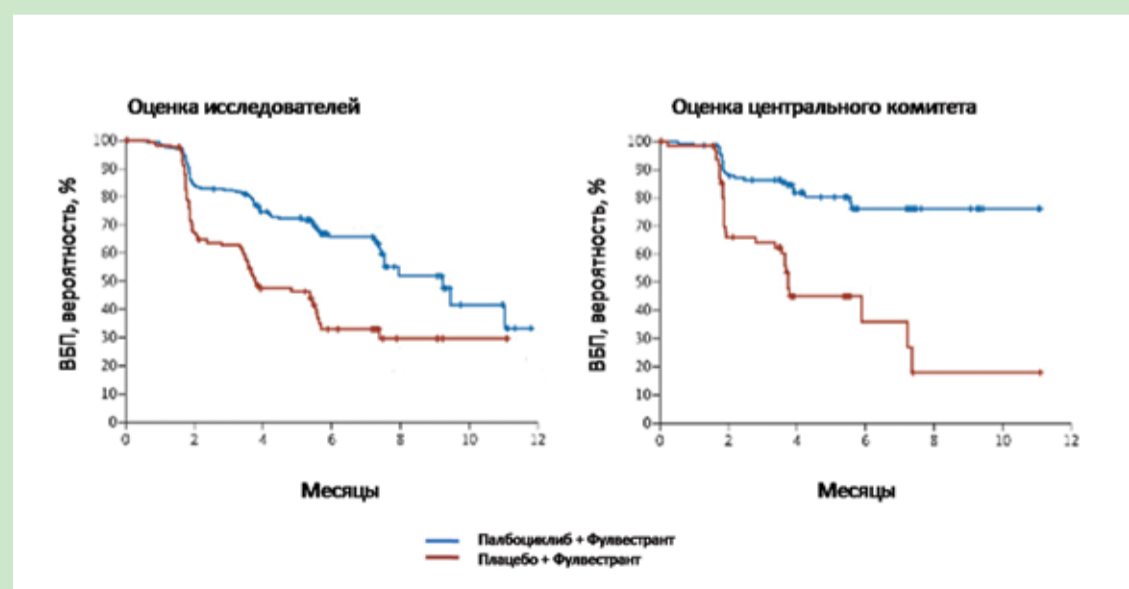 Оценка исследователей
ВБП, вероятность, %
100
90
80
70
60
50
40
30
20
10
0
0 2 4 6 8 10 12
Месяцы
Оценка центрального комитета
ВБП, вероятность, %
100
90
80
70
60
50
40
30
20
10
0
0 2 4 6 8 10 12
Месяцы
Палбоциклиб + Фулвестрант
Плацебо + Фулвестрант